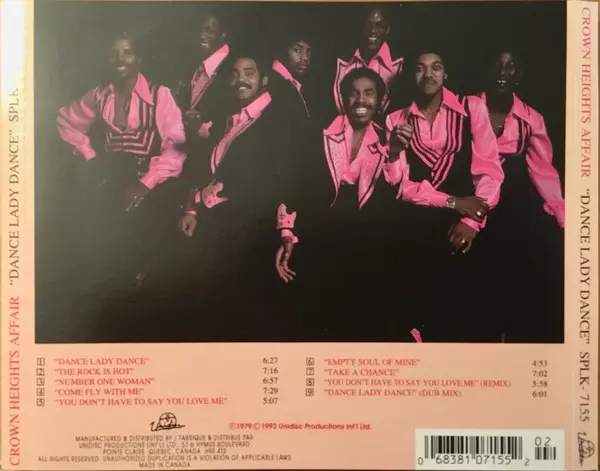 CROWN HEIGHTS AFFAIR "DANCE LADY DANCE" SPLK-
CROWN HEIGHTS AFFAIR "DANCE LADY DANCE" SPLK- 7155
1 "DANCE LADY DANCE" 6:27
2 "THE ROCK IS HOT" 7:16
3 "NUMBER ONE WOMAN" 6:57
4 "COME FLY WITH ME" 7:29
5 "YOU DON'T HAVE TO SAY YOU LOVE ME" 5:07
6 "EMPTY SOUL OF MINE" 4:53
7 "TAKE A CHANCE" 7:02
8 "YOU DON'T HAVE TO SAY YOU LOVE ME" (REMIX) 5:58
9 "DANCE LADY DANCE" (DUB MIX) 6:01
Unidisc
©1979 Ⓟ 1992 Unidisc Productions Int'l Ltd.
MANUFACTURED & DISTRIBUTED BY / FABRIQUE & DISTRIBUE PAR
UNIDISC PRODUCTIONS (INT'L) LTD., 57-B HYMUS BOULEVARD
POINTE CLAIRE, QUEBEC, CANADA H9R 4T2
ALL RIGHTS RESERVED. UNAUTHORIZED DUPLICATION IS A VIOLATION OF APPLICABLE LAWS
MADE IN CANADA
02
0 68381 07155 2
Unidisc